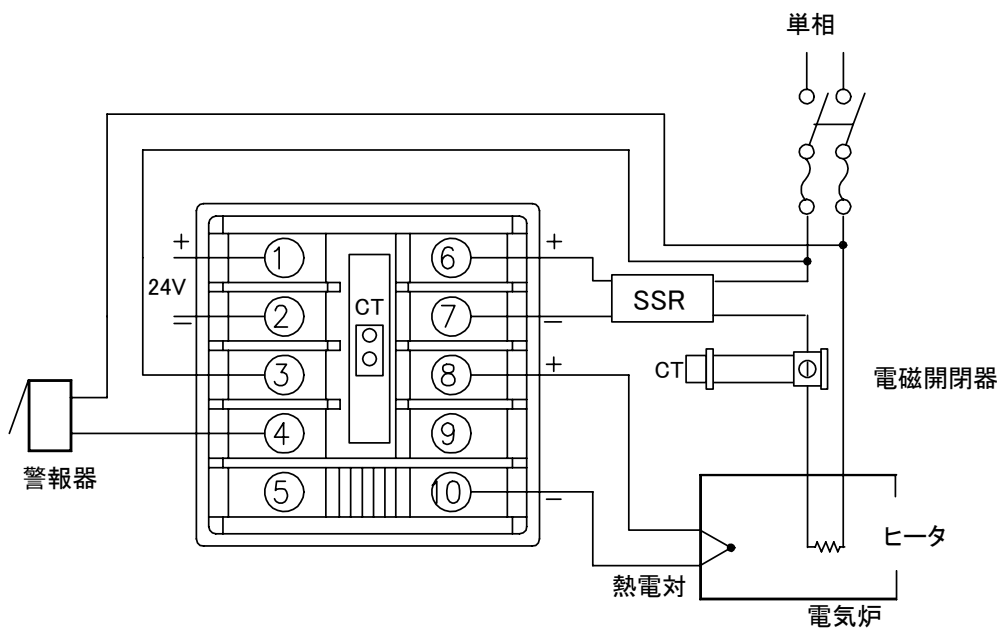 単相
+
24V
−
①
②
③
④
⑤
CT
⑥
⑦
⑧
⑨
⑩
+
−
+
−
SSR
CT
電磁開閉器
警報器
熱電対
ヒータ
電気炉